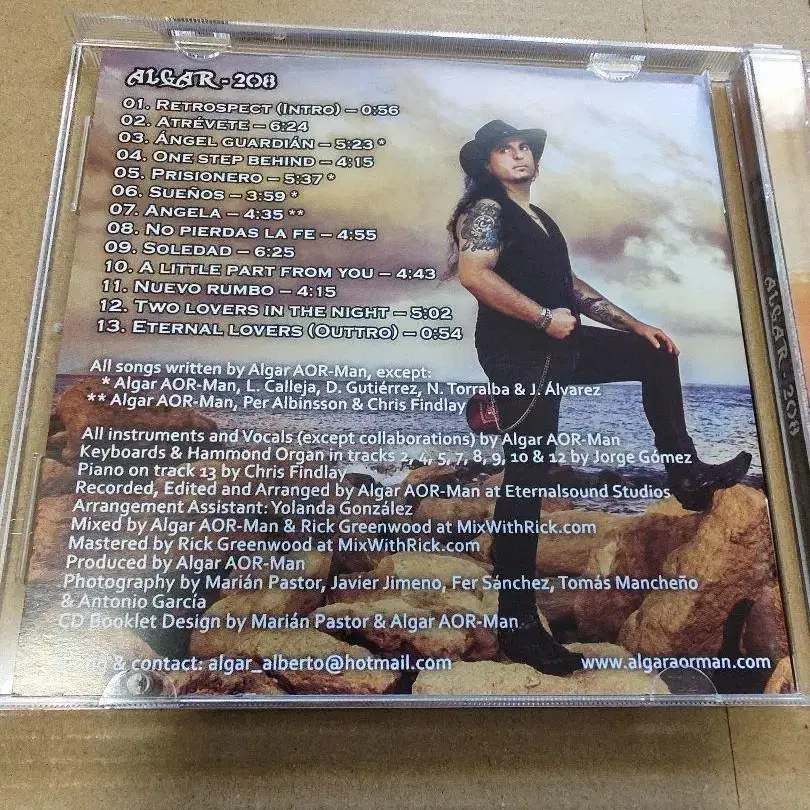 ALGAR - 208
01. RETROSPECT (INTRO) – 0:56
02. ATRÉVETE – 6:24
03. ÁNGEL GUARDIÁN – 5:23 *
04. ONE STEP BEHIND – 4:15
05. PRISIONERO – 5:37 *
06. SUEÑOS – 3:59 *
07. ANGELA – 4:35 **
08. NO PIERDAS LA FE – 4:55
09. SOLEDAD – 6:25
10. A LITTLE PART FROM YOU – 4:43
11. NUEVO RUMBO – 4:15
12. TWO LOVERS IN THE NIGHT – 5:02
13. ETERNAL LOVERS (OUTTRO) – 0:54
All songs written by Algar AOR-Man, except:
* Algar AOR-Man, L. Calleja, D. Gutiérrez, N. Torralba & J. Álvarez
** Algar AOR-Man, Per Albinsson & Chris Findlay
All instruments and Vocals (except collaborations) by Algar AOR-Man
Keyboards & Hammond Organ in tracks 2, 4, 5, 7, 8, 9, 10 & 12 by Jorge Gómez
Piano on track 13 by Chris Findlay
Recorded, Edited and Arranged by Algar AOR-Man at Eternalsound Studios
Arrangement Assistant: Yolanda González
Mixed by Algar AOR-Man & Rick Greenwood at MixWithRick.com
Mastered by Rick Greenwood at MixWithRick.com
Produced by Algar AOR-Man
Photography by Marián Pastor, Javier Jimeno, Fer Sánchez, Tomás Mancheño
& Antonio García
CD Booklet Design by Marián Pastor & Algar AOR-Man
& contact: algar_alberto@hotmail.com
www.algaraorman.com
ALGAR - 208